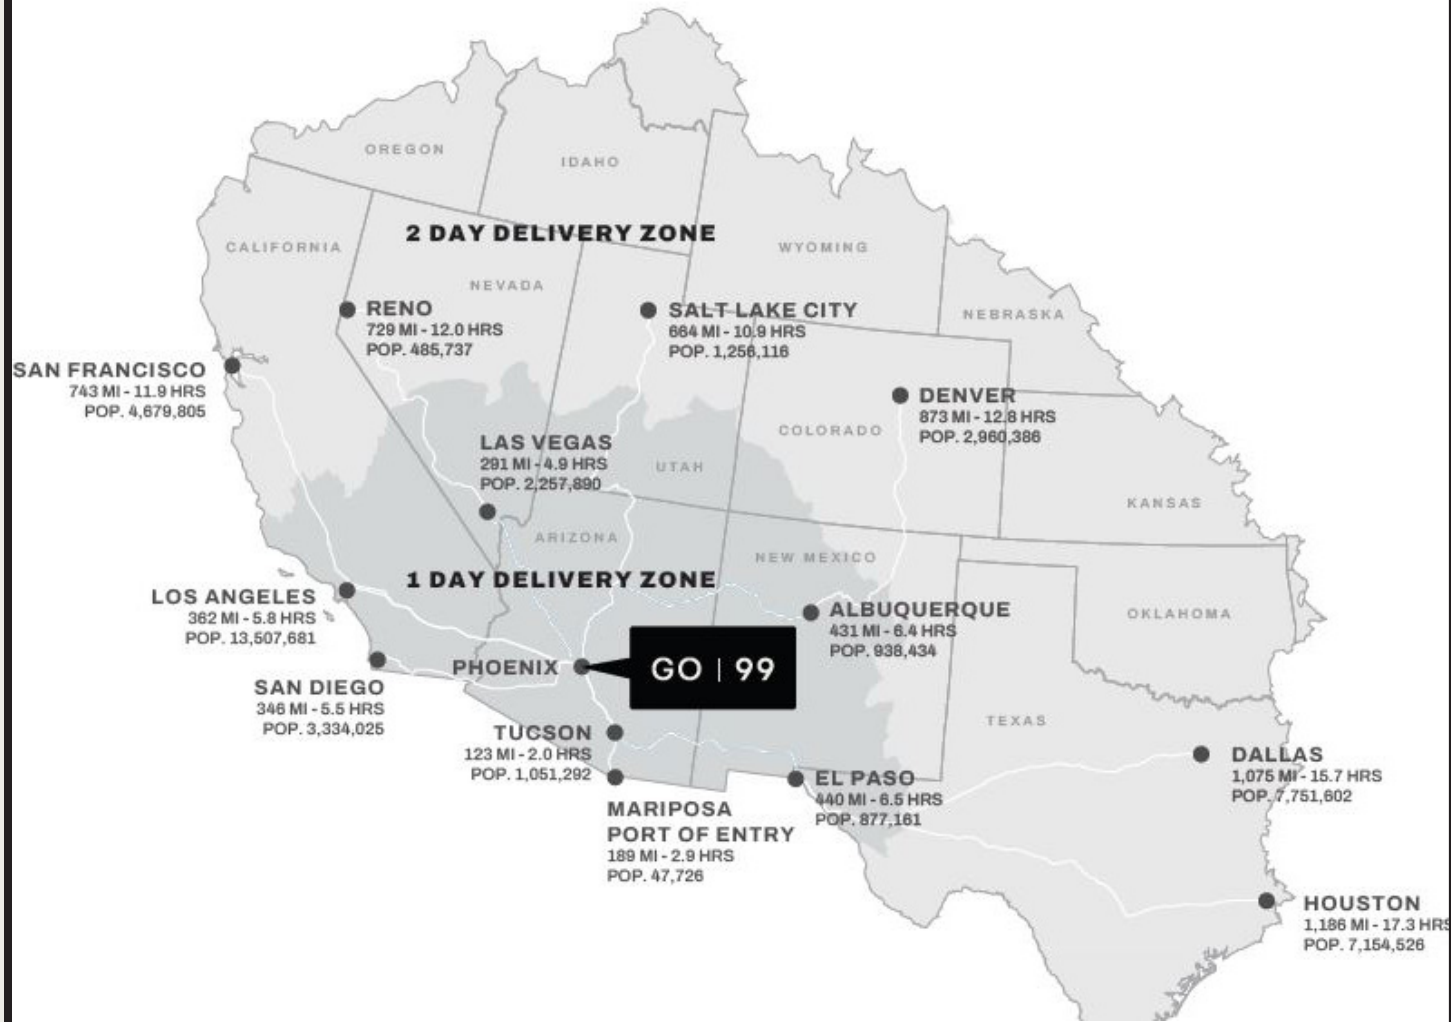 OREGON
IDAHO
2 DAY DELIVERY ZONE
CALIFORNIA
WYOMING
NEVADA
RENO
729 MI - 12.0 HRS
POP. 485,737
SALT LAKE CITY
664 MI - 10.9 HRS
POP. 1,256,116
NEBRASKA
SAN FRANCISCO
743 MI - 11.9 HRS
POP. 4,679,805
DENVER
873 MI - 12.8 HRS
POP. 2,960,386
COLORADO
LAS VEGAS
291 MI - 4.9 HRS
POP. 2,257,890
UTAH
KANSAS
ARIZONA
NEW MEXICO
1 DAY DELIVERY ZONE
LOS ANGELES
362 MI - 5.8 HRS
POP. 13,507,681
ALBUQUERQUE
431 MI - 6.4 HRS
POP. 938,434
OKLAHOMA
PHOENIX
GO | 99
SAN DIEGO
346 MI - 5.5 HRS
POP. 3,334,025
TEXAS
TUCSON
123 MI - 2.0 HRS
POP. 1,051,292
EL PASO
440 MI - 6.5 HRS
POP. 877,161
DALLAS
1,075 MI - 15.7 HRS
POP. 7,751,602
MARIPOSA
PORT OF ENTRY
189 MI - 2.9 HRS
POP. 47,726
HOUSTON
1,186 MI - 17.3 HRS
POP. 7,154,526